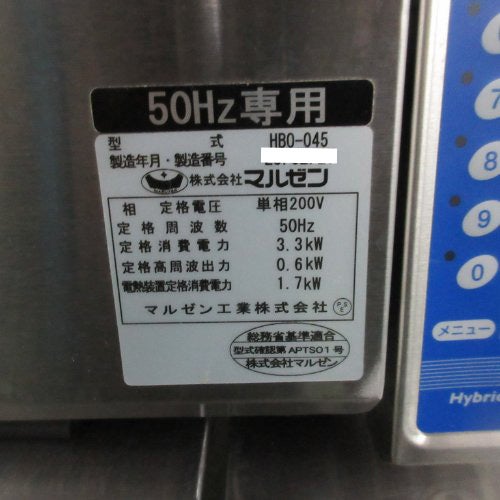 50Hz専用
型 式 HBO-045
製造年月・製造番号
株式会社マルゼン
相 定格電圧 単相200V
定格周波数 50Hz
定格消費電力 3.3kW
定格高周波出力 0.6kW
電熱装置定格消費電力 1.7kW
マルゼン工業株式会社 PSE
総務省基準適合
型式確認第APTS01号
株式会社マルゼン
7
8
9
0
メニュー
Hybric